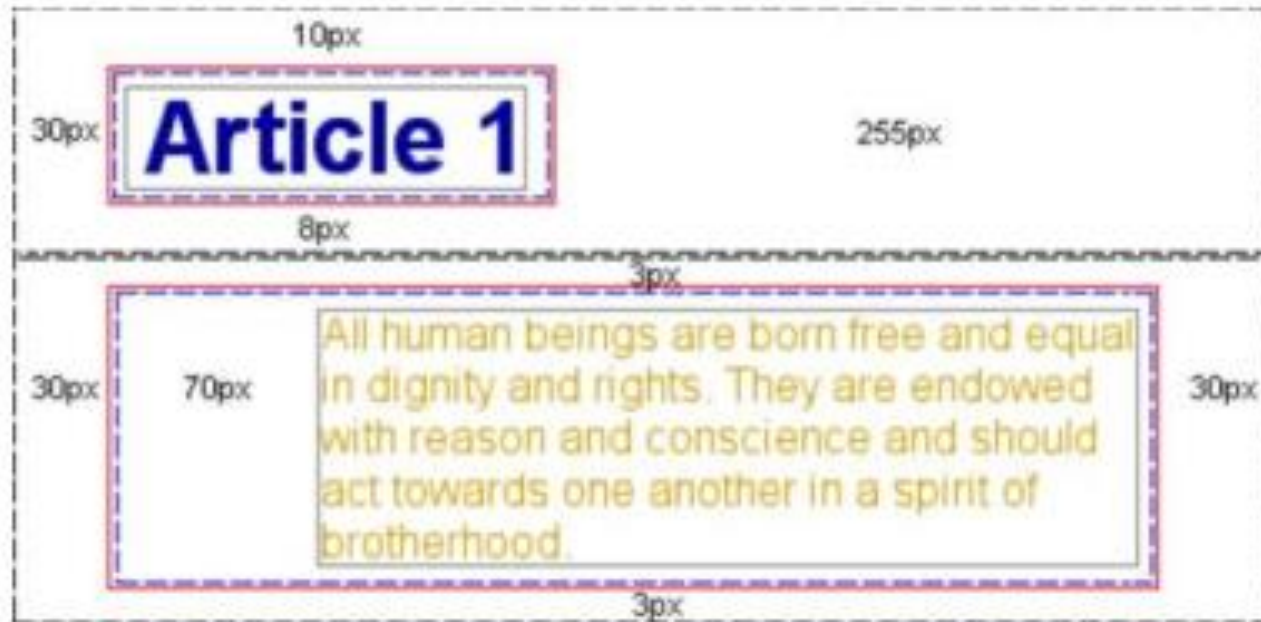 10px
30px
Article 1
255px
8px
3px
30px
70px
All human beings are born free and equal
in dignity and rights. They are endowed
with reason and conscience and should
act towards one another in a spirit of
brotherhood.
30px
3px